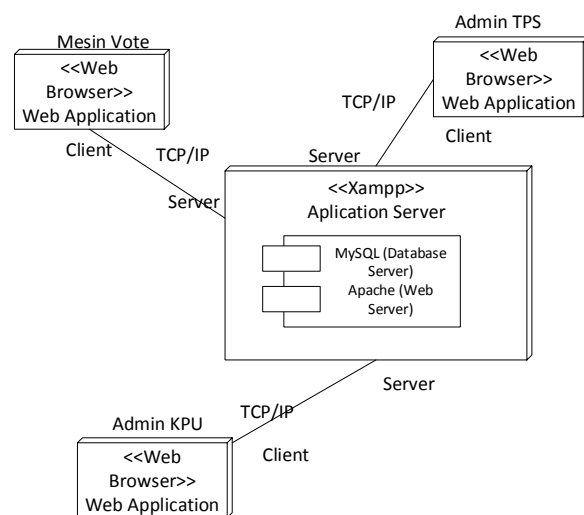 Admin TPS
<<Web
Browser>>
Web Application
Mesin Vote
<<Web
Browser>>
Web Application
TCP/IP
Client
Client
TCP/IP
Server
Server
<<Xampp>>
Aplication Server
MySQL (Database
Server)
Apache (Web
Server)
Server
TCP/IP
Client
Admin KPU
<<Web
Browser>>
Web Application